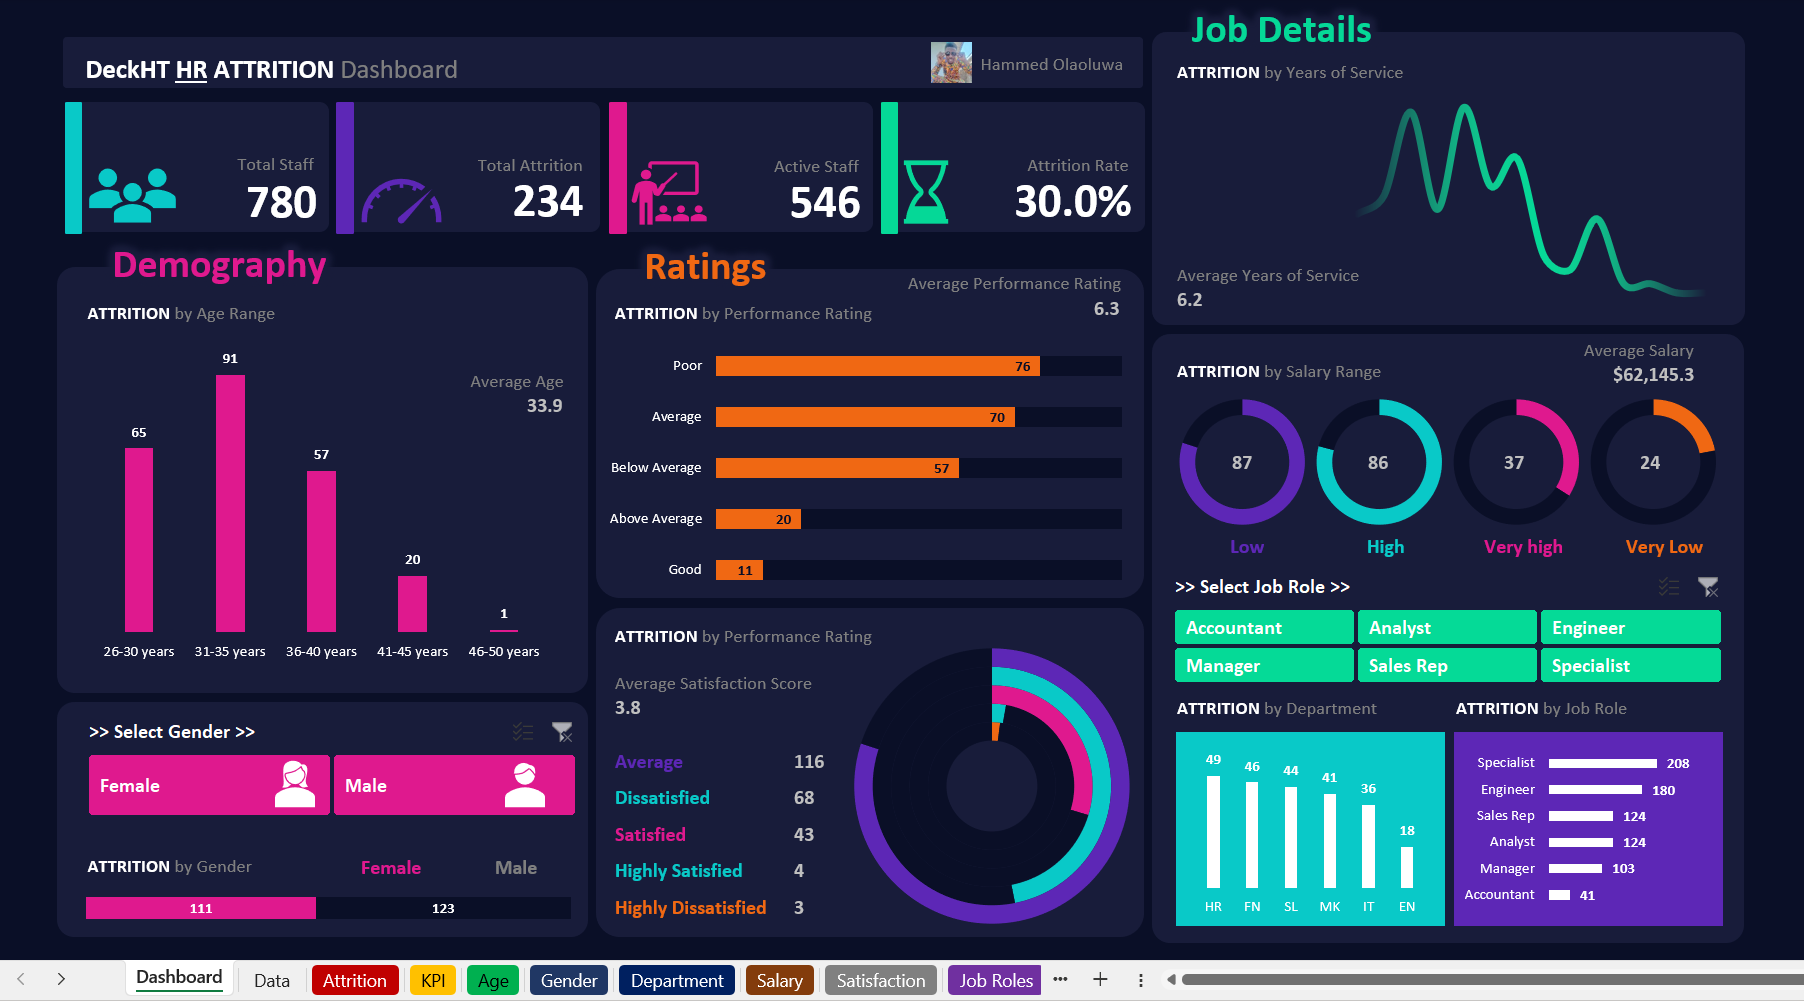 DeckHT HR ATTRITION Dashboard
Hammed Olaoluwa
Total Staff
780
Total Attrition
234
Active Staff
546
Attrition Rate
30.0%
Demography
ATTRITION by Age Range
Average Age
33.9
65
91
57
20
1
26-30 years
31-35 years
36-40 years
41-45 years
46-50 years
>> Select Gender >>
Female
Male
ATTRITION by Gender
Female
Male
111
123
Ratings
Average Performance Rating
6.3
ATTRITION by Performance Rating
Poor 76
Average 70
Below Average 57
Above Average 20
Good 11
ATTRITION by Performance Rating
Average Satisfaction Score
3.8
Average 116
Dissatisfied 68
Satisfied 43
Highly Satisfied 4
Highly Dissatisfied 3
Job Details
ATTRITION by Years of Service
Average Years of Service
6.2
Average Salary
$62,145.3
ATTRITION by Salary Range
87
86
37
24
Low
High
Very high
Very Low
>> Select Job Role >>
Accountant
Analyst
Engineer
Manager
Sales Rep
Specialist
ATTRITION by Department
49
46
44
41
36
18
HR
FN
SL
MK
IT
EN
ATTRITION by Job Role
Specialist 208
Engineer 180
Sales Rep 124
Analyst 124
Manager 103
Accountant 41
Dashboard
Data
Attrition
KPI
Age
Gender
Department
Salary
Satisfaction
Job Roles